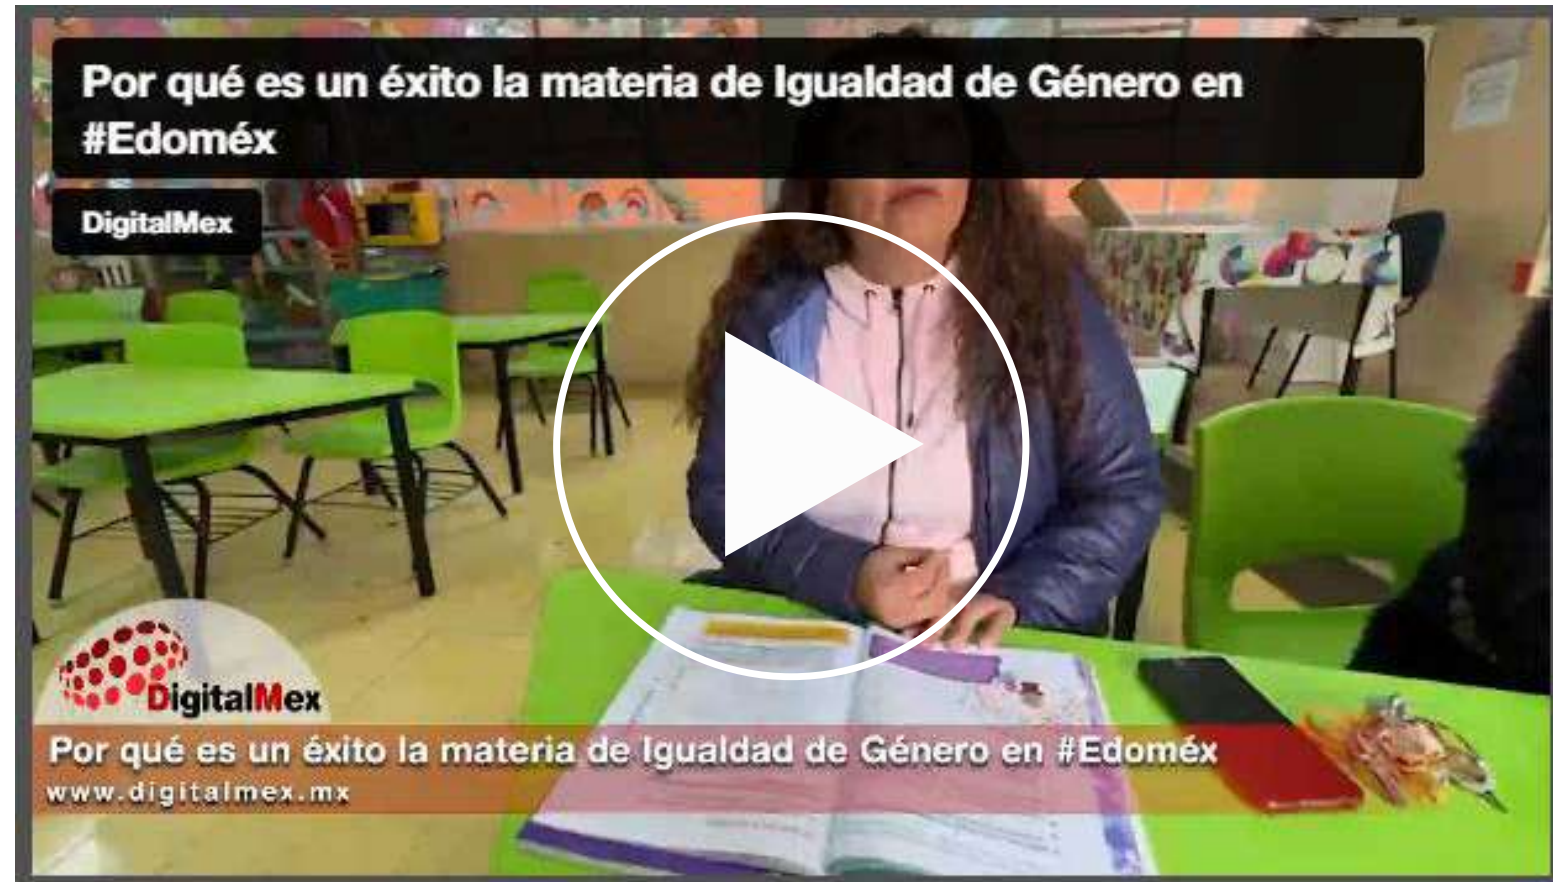 Por qué es un éxito la materia de Igualdad de Género en
#Edoméx
DigitalMex
DigitalMex
Por qué es un éxito la materia de Igualdad de Género en #Edoméx
www.digitalmex.mx